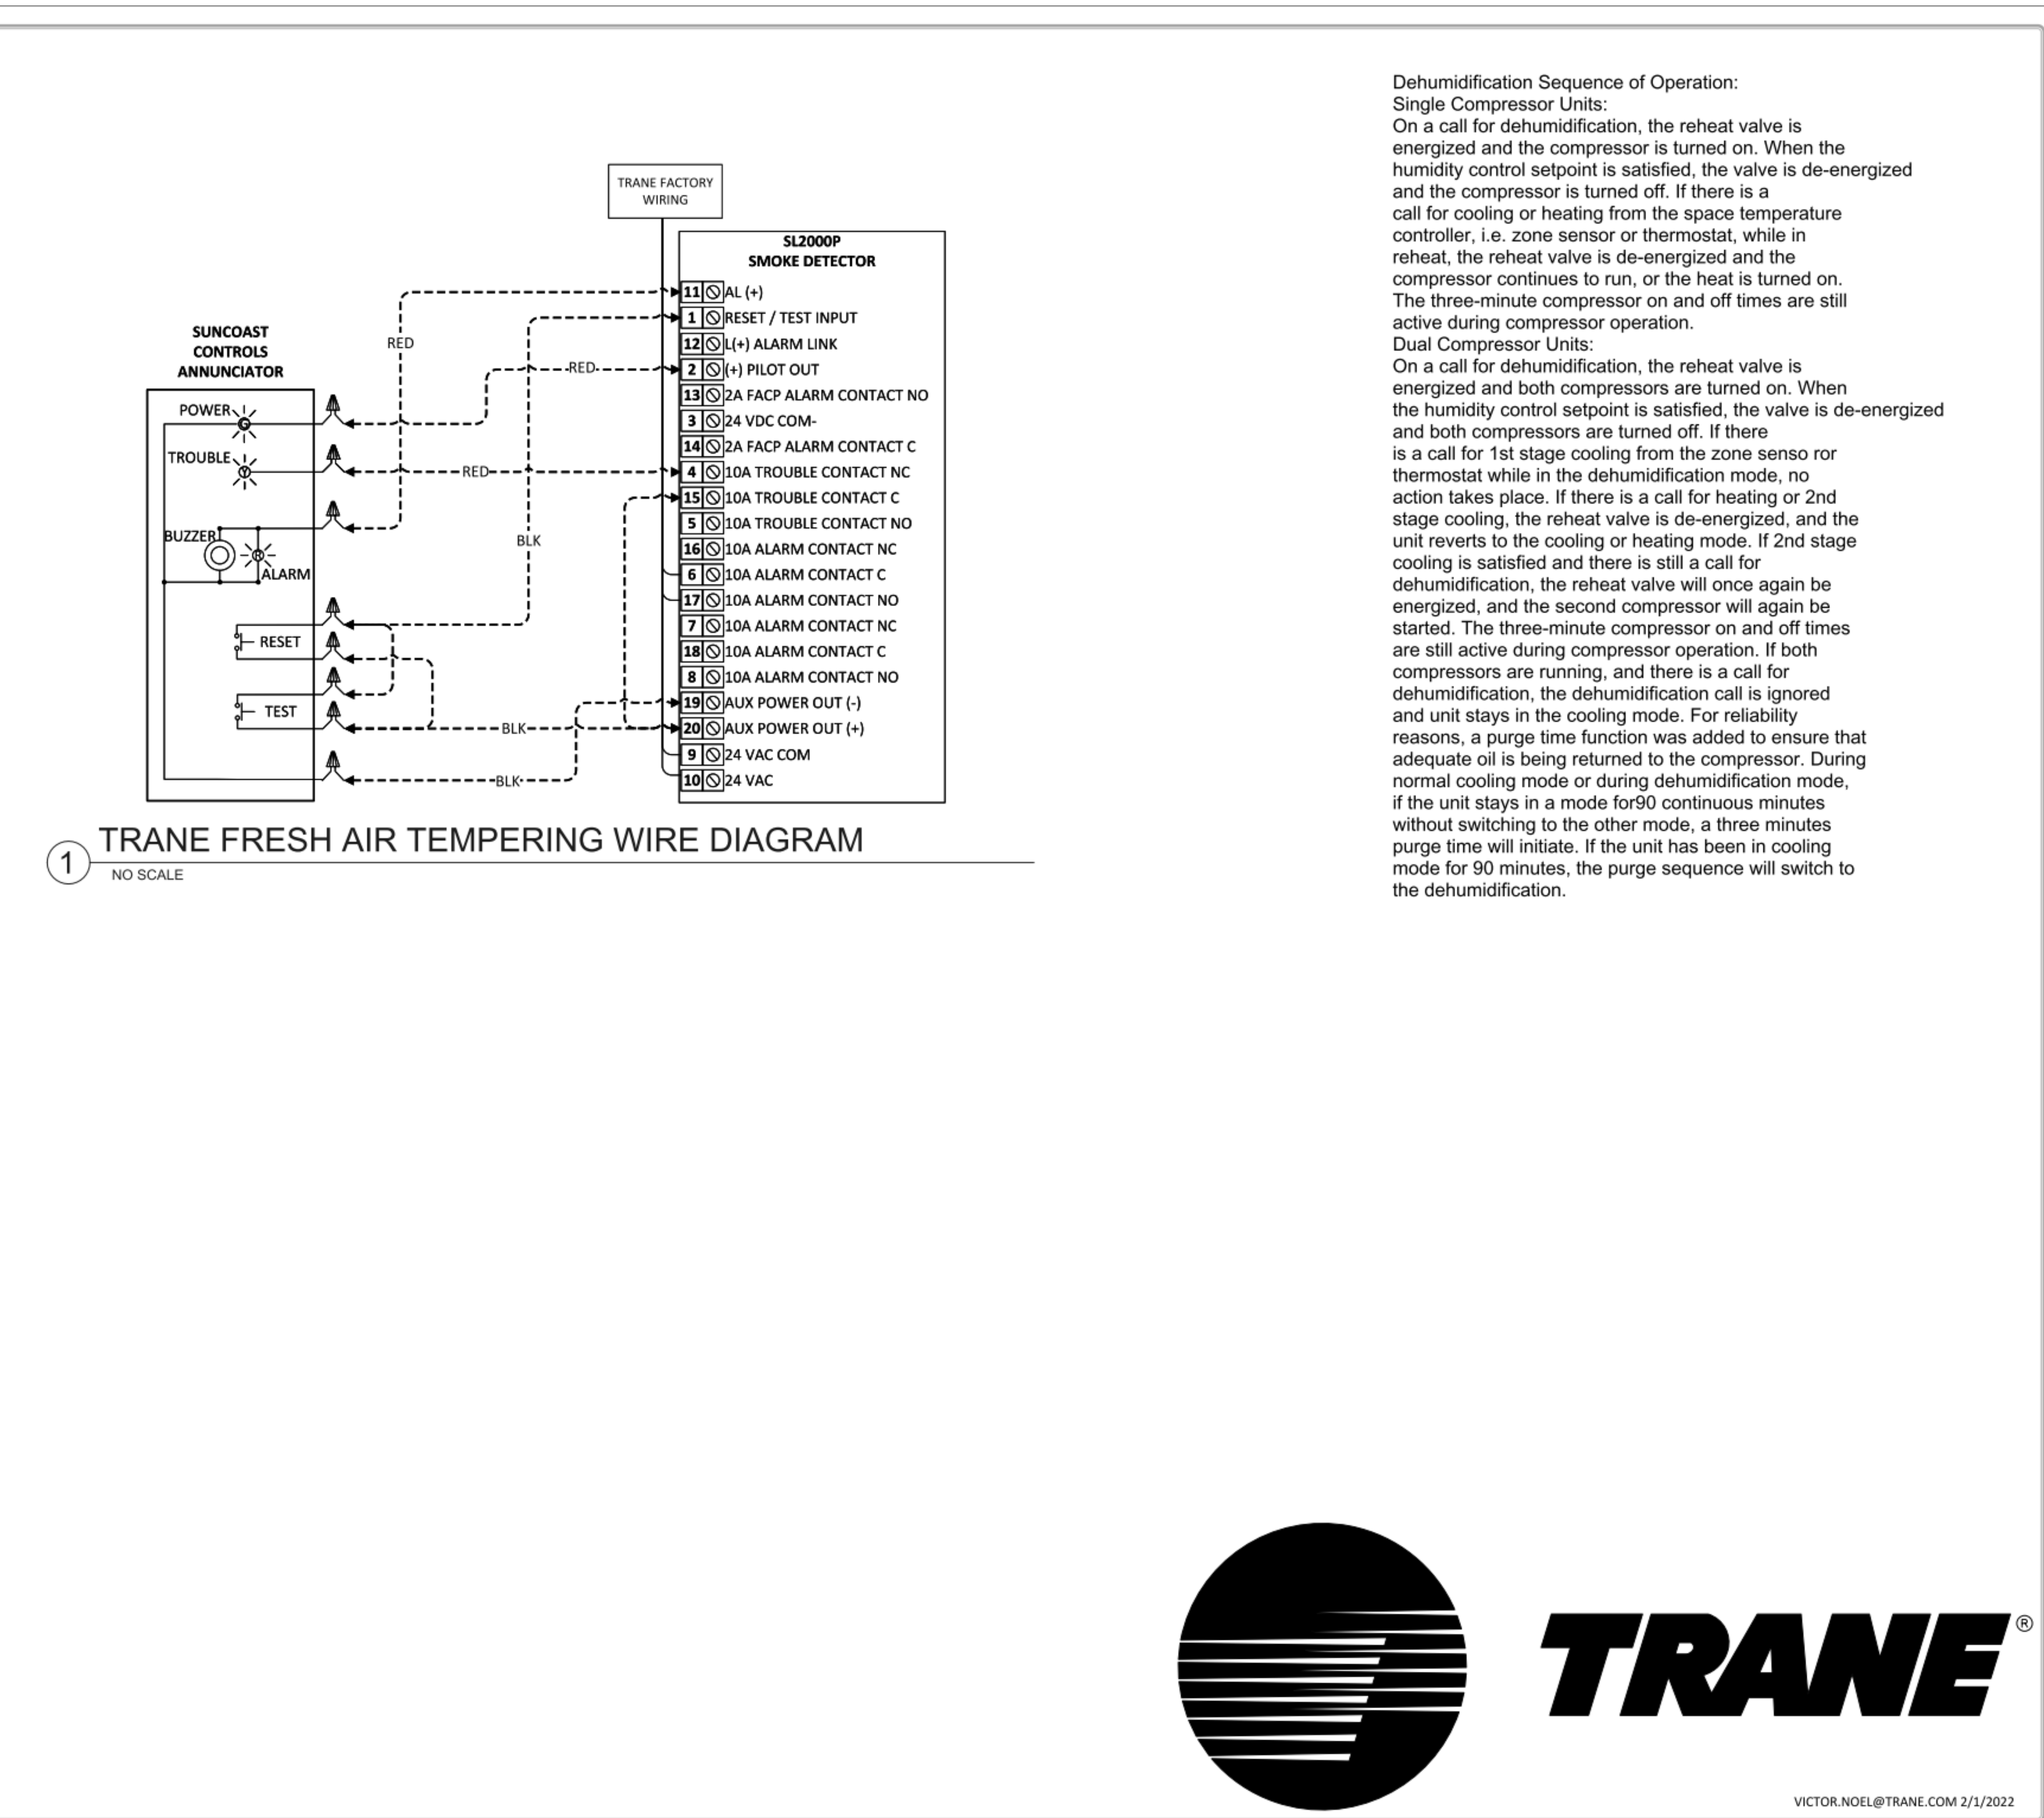 TRANE FACTORY
WIRING
SL2000P
SMOKE DETECTOR
11 AL (+)
1 RESET / TEST INPUT
12 L(+) ALARM LINK
2 (+) PILOT OUT
13 2A FACP ALARM CONTACT NO
3 24 VDC COM-
14 2A FACP ALARM CONTACT C
4 10A TROUBLE CONTACT NC
15 10A TROUBLE CONTACT C
5 10A TROUBLE CONTACT NO
16 10A ALARM CONTACT NC
6 10A ALARM CONTACT C
17 10A ALARM CONTACT NO
7 10A ALARM CONTACT NC
18 10A ALARM CONTACT C
8 10A ALARM CONTACT NO
19 AUX POWER OUT (-)
20 AUX POWER OUT (+)
9 24 VAC COM
10 24 VAC
SUNCOAST
CONTROLS
ANNUNCIATOR
POWER
G
TROUBLE
Y
BUZZER
R
ALARM
RESET
TEST
RED
RED
RED
BLK
BLK
BLK
1 TRANE FRESH AIR TEMPERING WIRE DIAGRAM
NO SCALE
Dehumidification Sequence of Operation:
Single Compressor Units:
On a call for dehumidification, the reheat valve is
energized and the compressor is turned on. When the
humidity control setpoint is satisfied, the valve is de-energized
and the compressor is turned off. If there is a
call for cooling or heating from the space temperature
controller, i.e. zone sensor or thermostat, while in
reheat, the reheat valve is de-energized and the
compressor continues to run, or the heat is turned on.
The three-minute compressor on and off times are still
active during compressor operation.
Dual Compressor Units:
On a call for dehumidification, the reheat valve is
energized and both compressors are turned on. When
the humidity control setpoint is satisfied, the valve is de-energized
and both compressors are turned off. If there
is a call for 1st stage cooling from the zone senso ror
thermostat while in the dehumidification mode, no
action takes place. If there is a call for heating or 2nd
stage cooling, the reheat valve is de-energized, and the
unit reverts to the cooling or heating mode. If 2nd stage
cooling is satisfied and there is still a call for
dehumidification, the reheat valve will once again be
energized, and the second compressor will again be
started. The three-minute compressor on and off times
are still active during compressor operation. If both
compressors are running, and there is a call for
dehumidification, the dehumidification call is ignored
and unit stays in the cooling mode. For reliability
reasons, a purge time function was added to ensure that
adequate oil is being returned to the compressor. During
normal cooling mode or during dehumidification mode,
if the unit stays in a mode for90 continuous minutes
without switching to the other mode, a three minutes
purge time will initiate. If the unit has been in cooling
mode for 90 minutes, the purge sequence will switch to
the dehumidification.
TRANE®
VICTOR.NOEL@TRANE.COM 2/1/2022